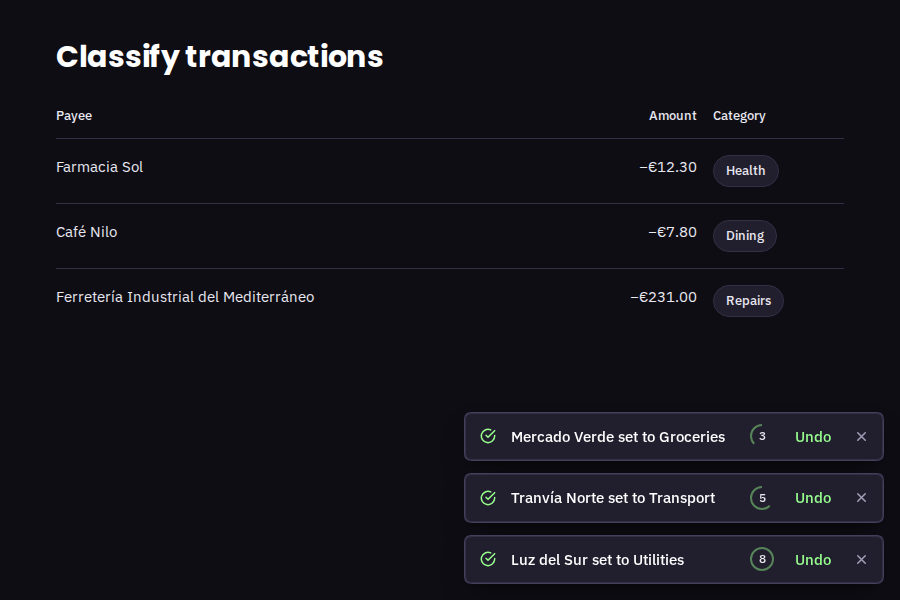 Classify transactions
Payee Amount Category
Farmacia Sol −€12.30 Health
Café Nilo −€7.80 Dining
Ferretería Industrial del Mediterráneo −€231.00 Repairs
Mercado Verde set to Groceries 3 Undo
Tranvía Norte set to Transport 5 Undo
Luz del Sur set to Utilities 8 Undo